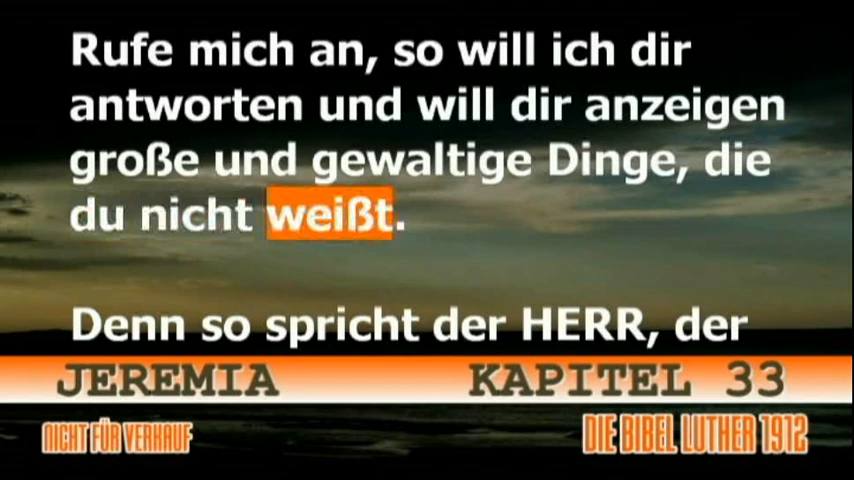 Rufe mich an, so will ich dir
antworten und will dir anzeigen
große und gewaltige Dinge, die
du nicht weißt.
Denn so spricht der HERR, der
JEREMIA KAPITEL 33
NICHT FÜR VERKAUF DIE BIBEL LUTHER 1912